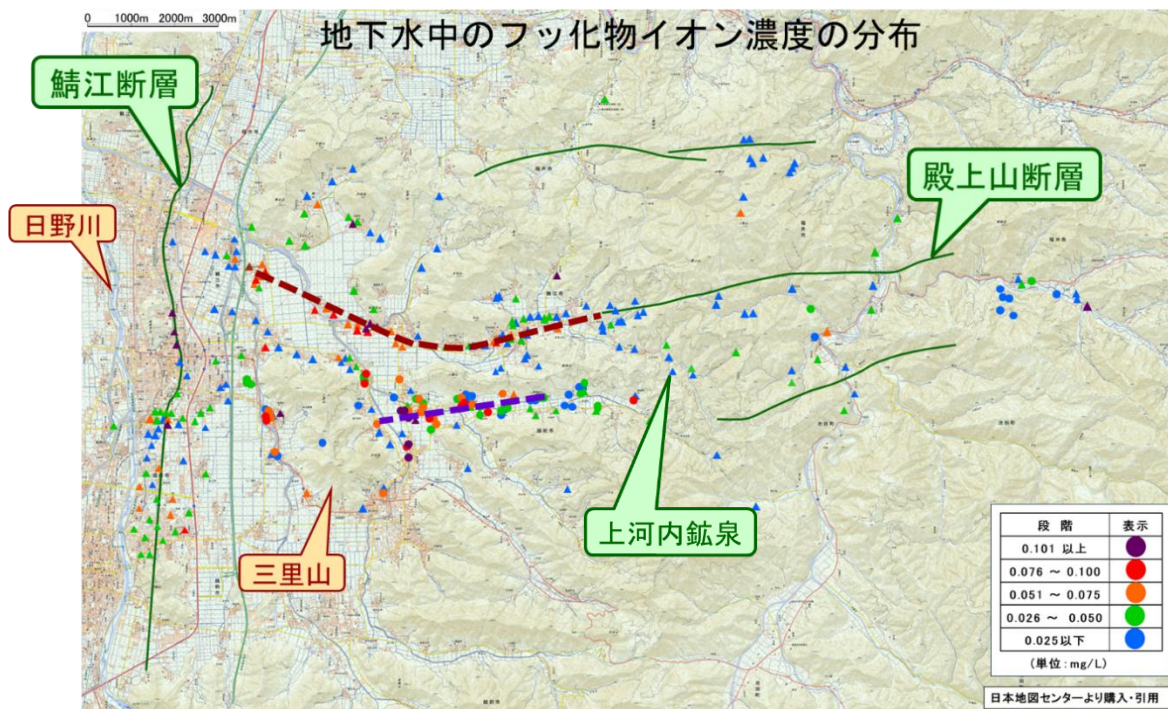 0 1000m 2000m 3000m
地下水中のフッ化物イオン濃度の分布
鯖江断層
殿上山断層
日野川
上河内鉱泉
三里山
段 階 表示
0.101 以上
0.076 ～ 0.100
0.051 ～ 0.075
0.026 ～ 0.050
0.025以下
(単位：mg/L)
日本地図センターより購入・引用